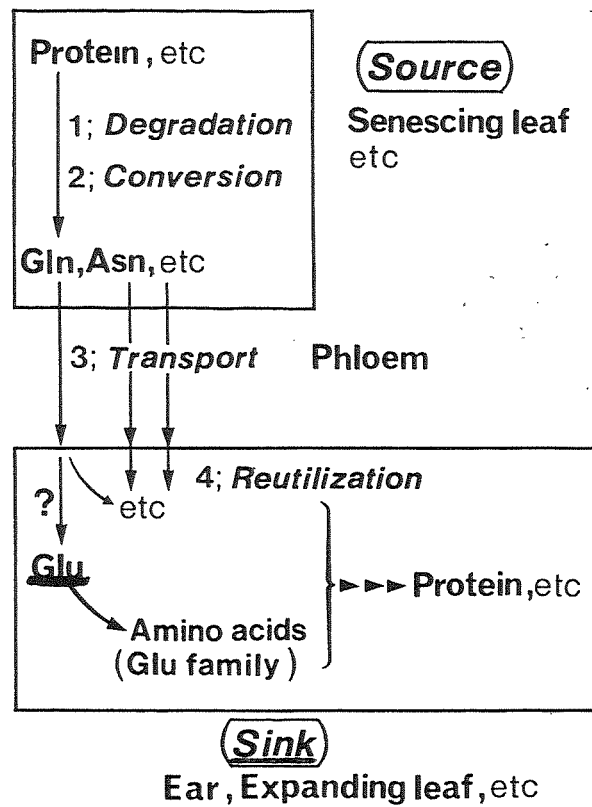 Protein, etc
(Source)
1; Degradation
Senescing leaf
etc
2; Conversion
Gln, Asn, etc
3; Transport
Phloem
4; Reutilization
?
etc
Glu
Protein, etc
Amino acids
(Glu family)
(Sink)
Ear, Expanding leaf, etc